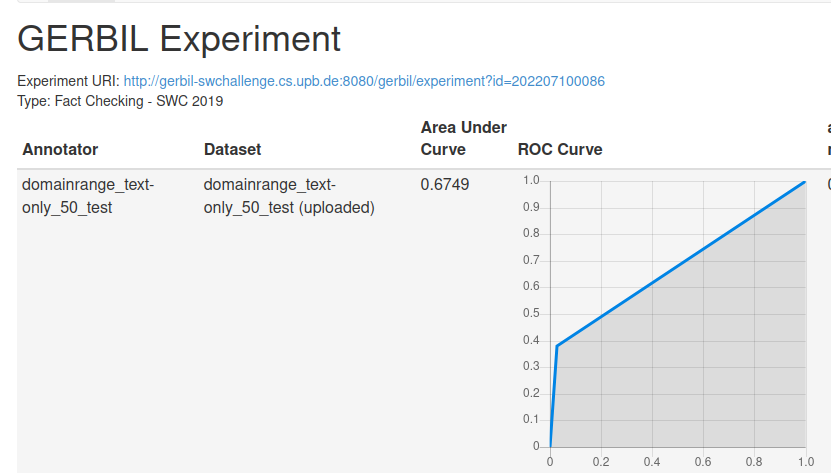 GERBIL Experiment
Experiment URI: http://gerbil-swchallenge.cs.upb.de:8080/gerbil/experiment?id=202207100086
Type: Fact Checking - SWC 2019
Annotator
Dataset
Area Under
Curve
ROC Curve
domainrange_text-
only_50_test
domainrange_text-
only_50_test (uploaded)
0.6749
1.0
0.9
0.8
0.7
0.6
0.5
0.4
0.3
0.2
0.1
0
0 0.2 0.4 0.6 0.8 1.0